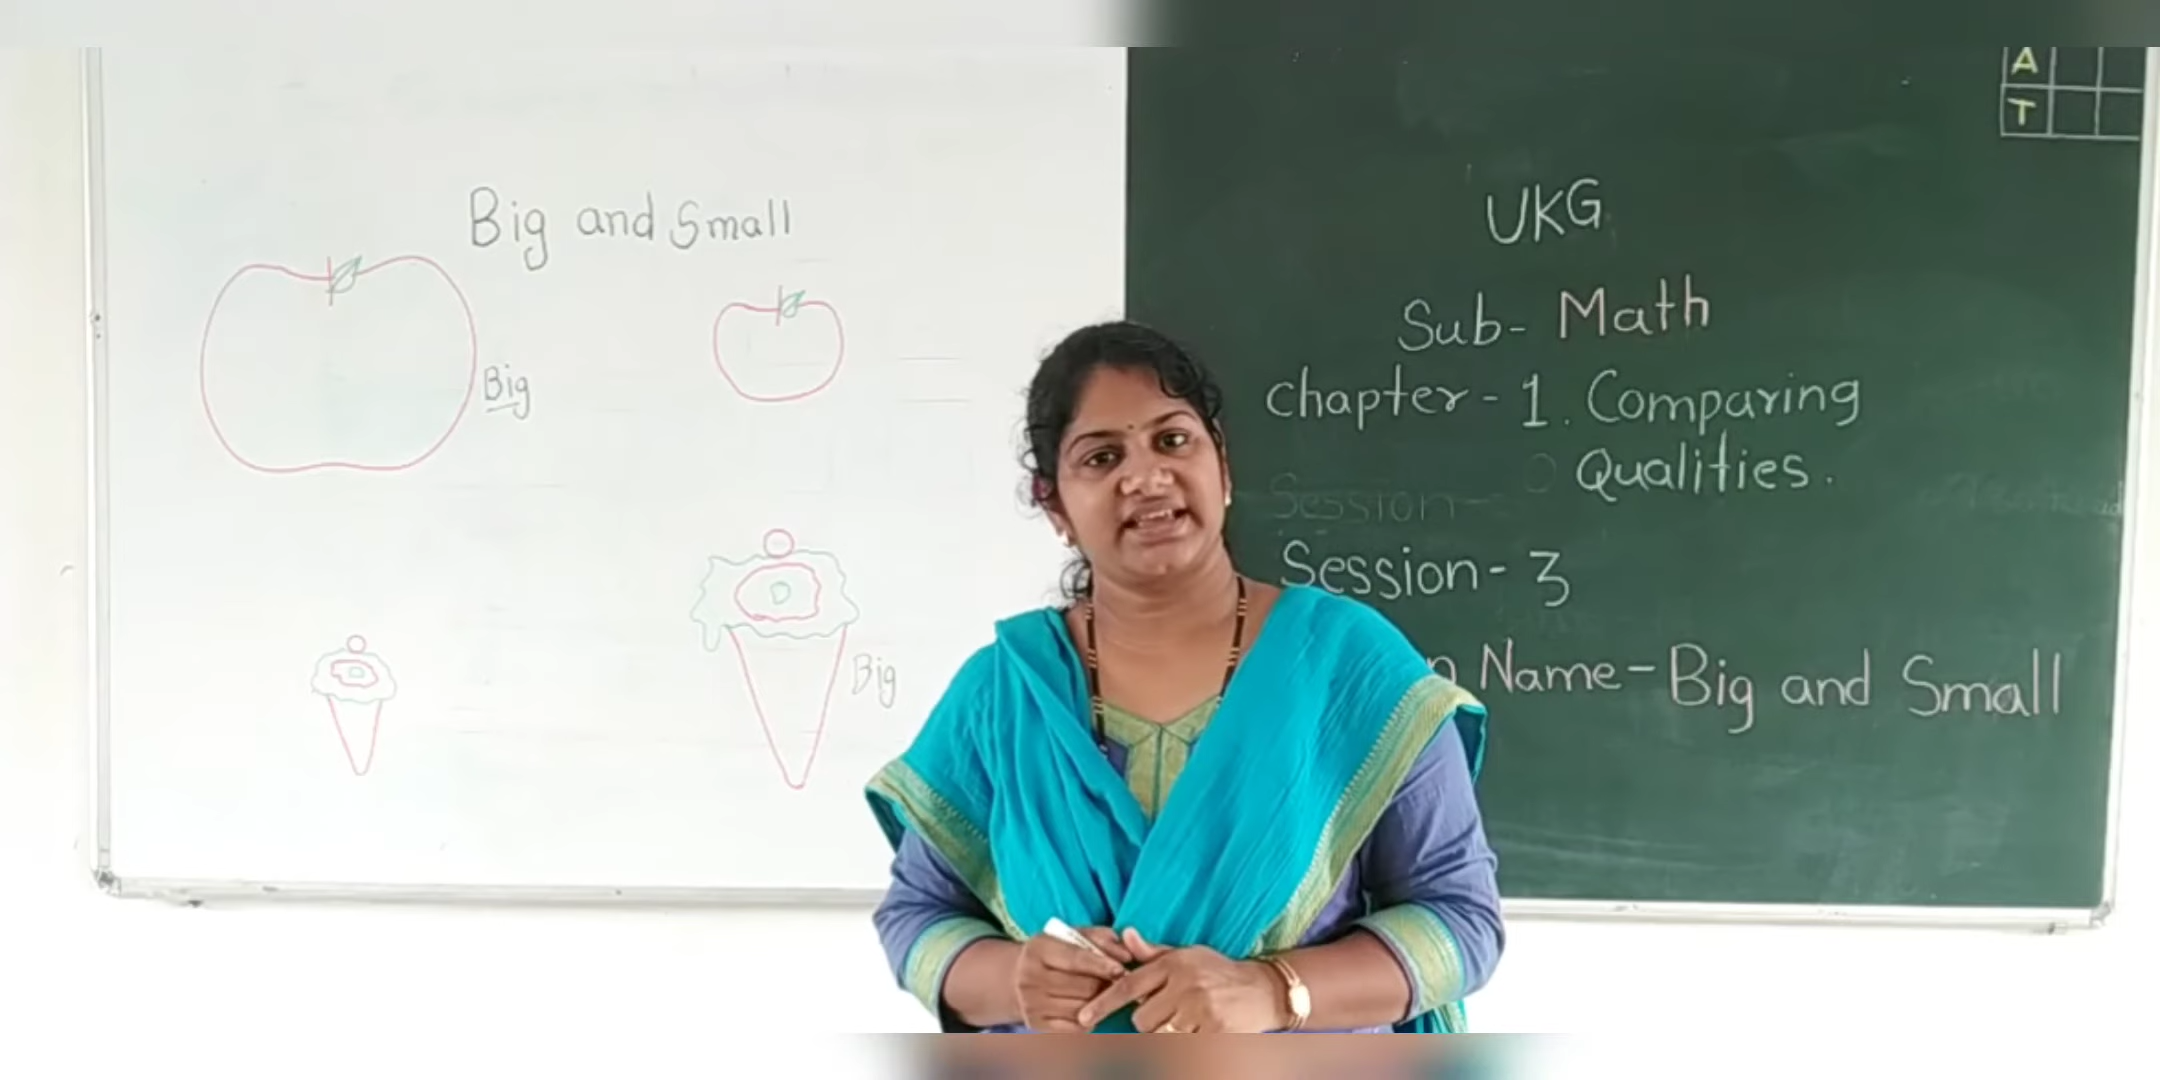 Big and Small
Big
Big
A
T
UKG
Sub- Math
Chapter - 1. Comparing
Qualities.
Session -
Session - 3
Name - Big and Small